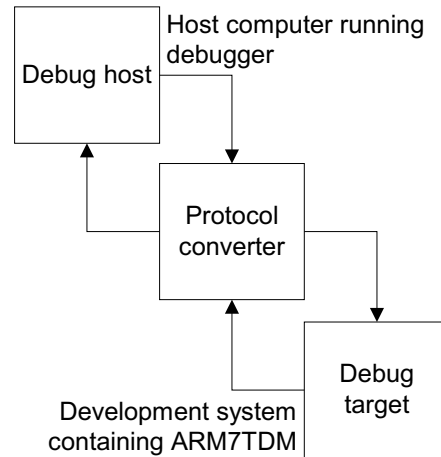 Host computer running
debugger
Debug host
Protocol
converter
Debug
target
Development system
containing ARM7TDM